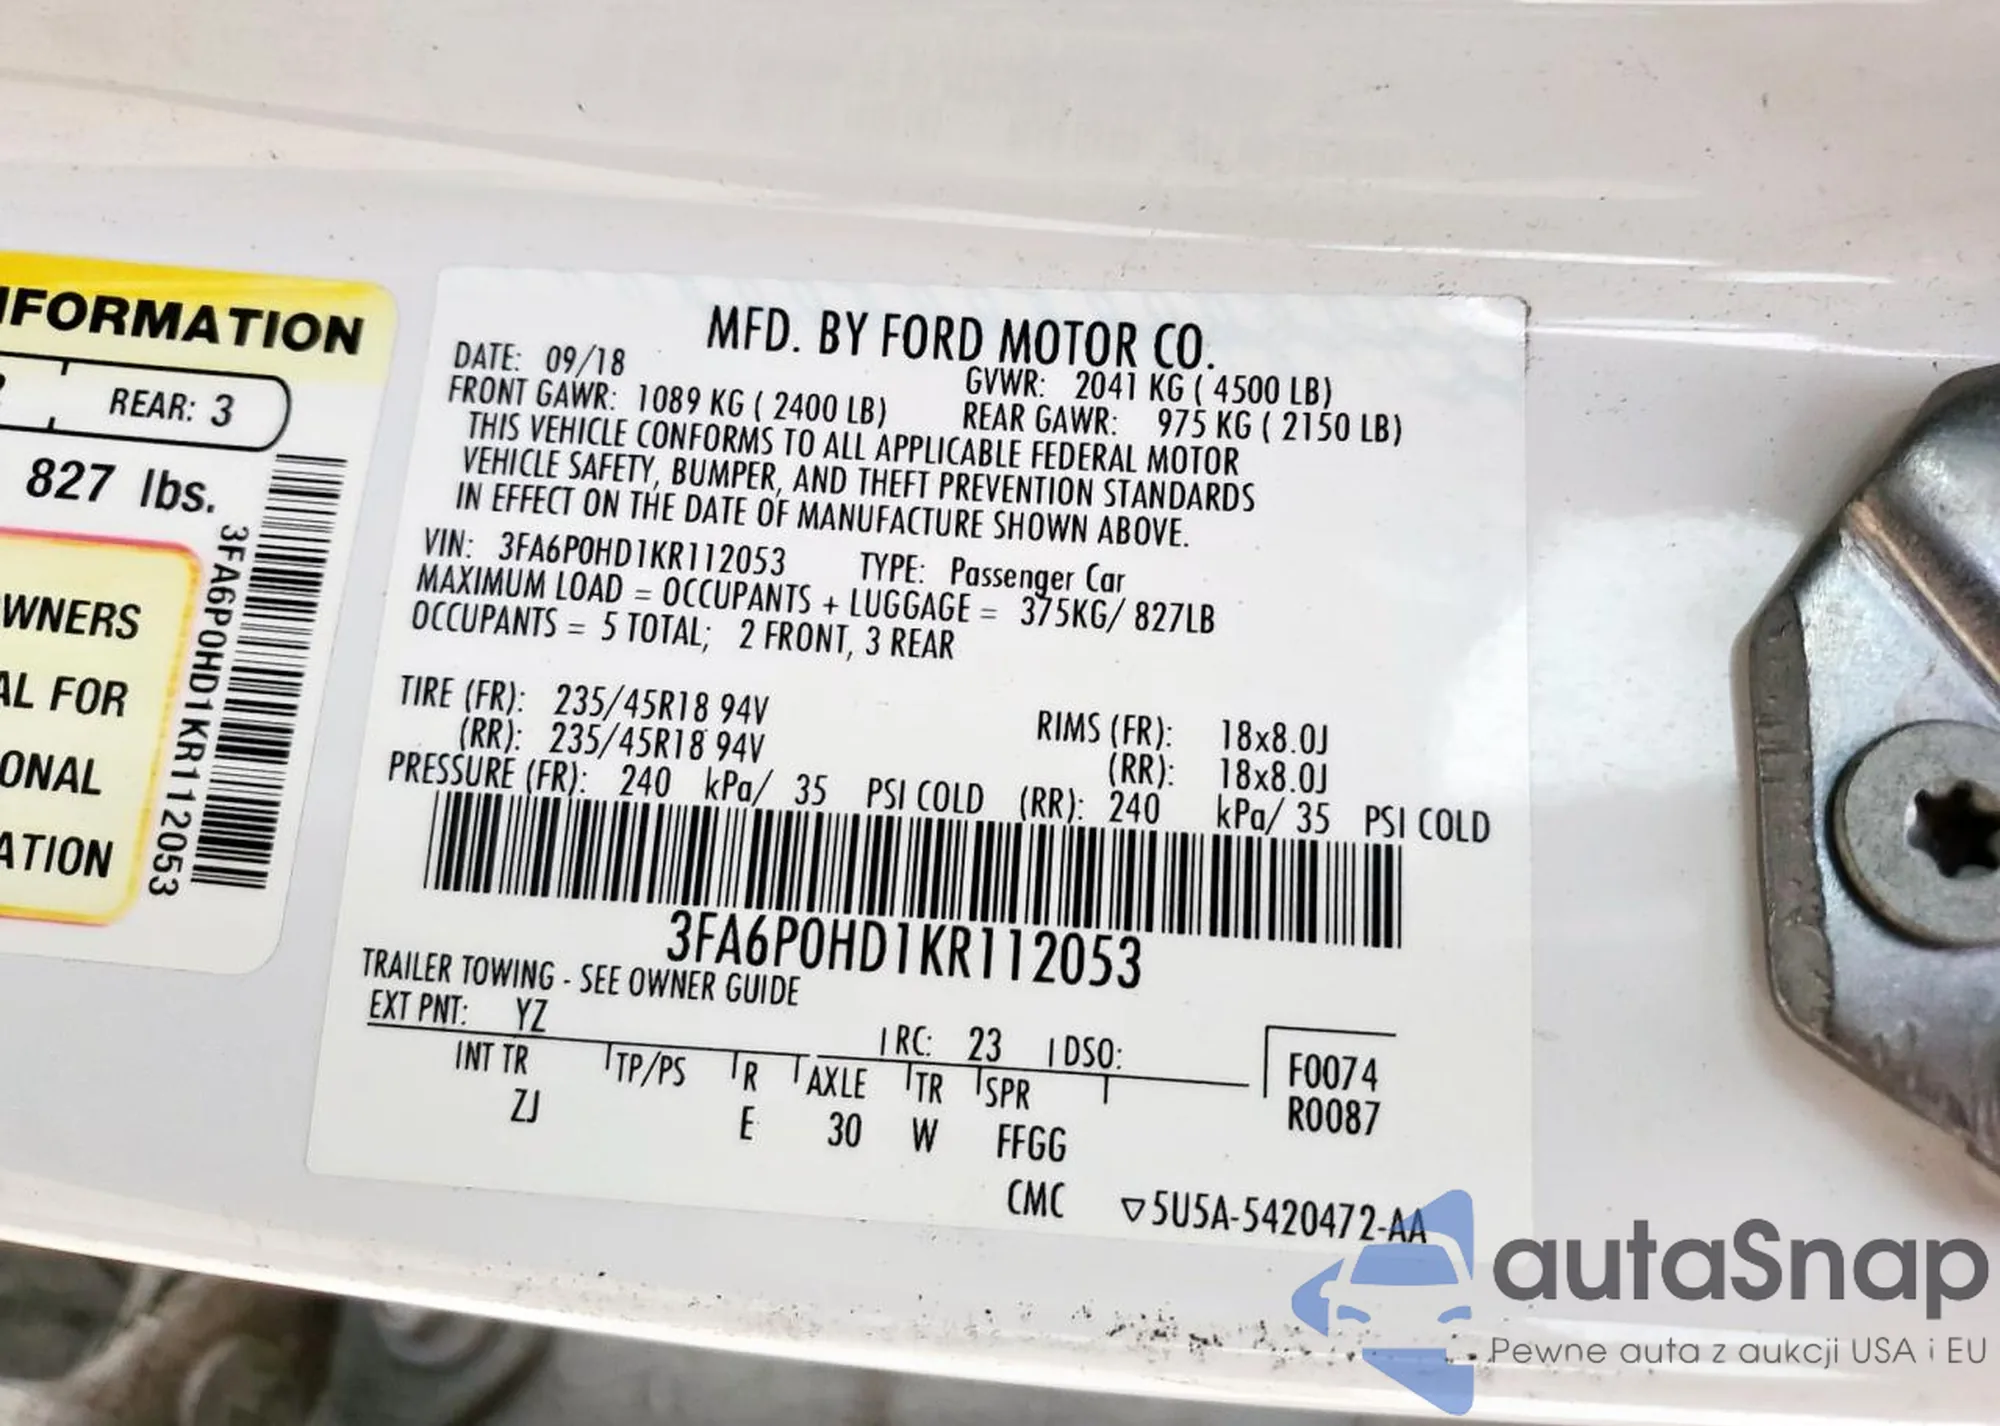 NFORMATION
REAR: 3
827 lbs.
WNERS
AL FOR
ONAL
ATION
3FA6P0HD1KR112053
MFD. BY FORD MOTOR CO.
DATE: 09/18 GVWR: 2041 KG ( 4500 LB)
FRONT GAWR: 1089 KG ( 2400 LB) REAR GAWR: 975 KG ( 2150 LB)
THIS VEHICLE CONFORMS TO ALL APPLICABLE FEDERAL MOTOR
VEHICLE SAFETY, BUMPER, AND THEFT PREVENTION STANDARDS
IN EFFECT ON THE DATE OF MANUFACTURE SHOWN ABOVE.
VIN: 3FA6P0HD1KR112053 TYPE: Passenger Car
MAXIMUM LOAD = OCCUPANTS + LUGGAGE = 375KG/ 827LB
OCCUPANTS = 5 TOTAL; 2 FRONT, 3 REAR
TIRE (FR): 235/45R18 94V RIMS (FR): 18x8.0J
(RR): 235/45R18 94V (RR): 18x8.0J
PRESSURE (FR): 240 kPa/ 35 PSI COLD (RR): 240 kPa/ 35 PSI COLD
3FA6P0HD1KR112053
TRAILER TOWING - SEE OWNER GUIDE
EXT PNT: YZ RC: 23 DSO: F0074
INT TR TP/PS R AXLE TR SPR R0087
ZJ E 30 W FFGG
CMC ▽5U5A-5420472-AA
autaSnap
Pewne auta z aukcji USA i EU